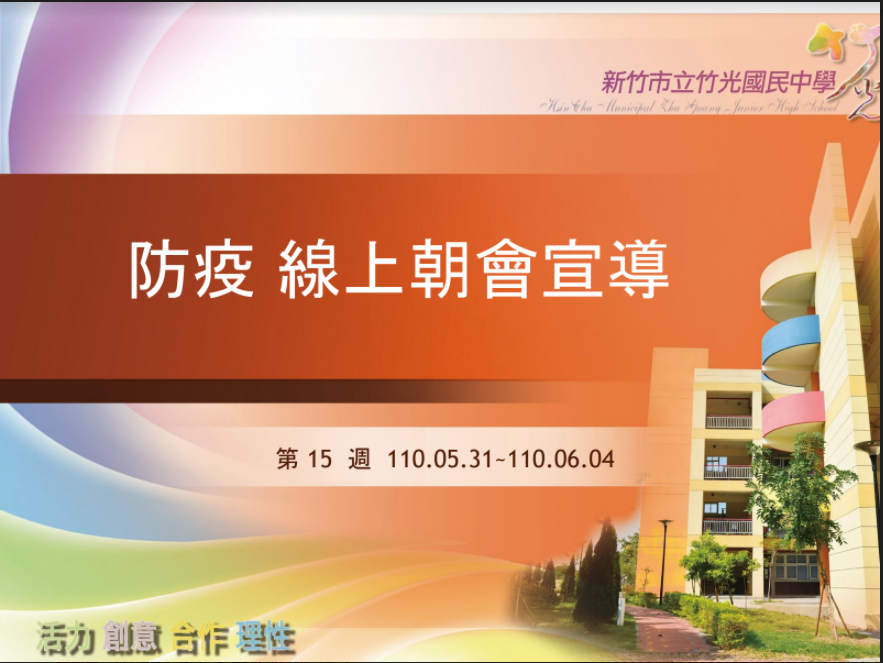 新竹市立竹光國民中學
HsinChu Municipal Zhu Guang Junior High School
防疫 線上朝會宣導
第 15 週 110.05.31~110.06.04
活力 創意 合作 理性